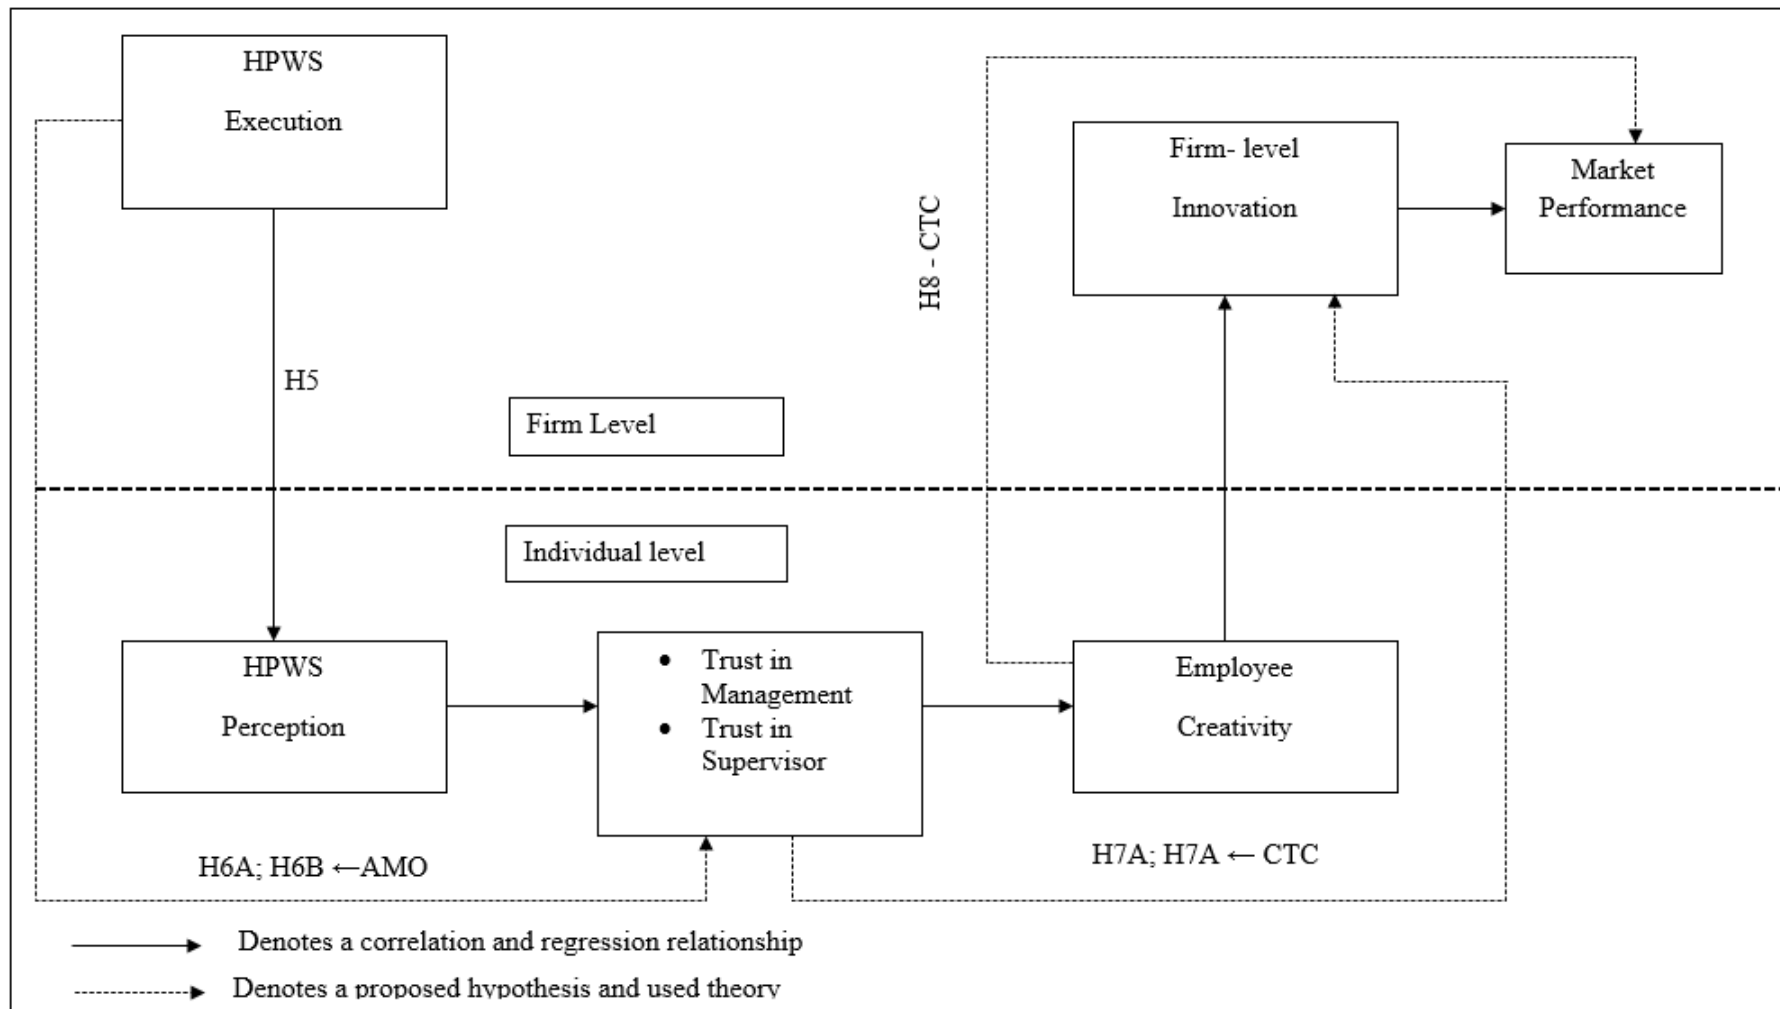 HPWS
Execution
Firm- level
Innovation
Market
Performance
H8 - CTC
H5
Firm Level
Individual level
HPWS
Perception
• Trust in
Management
• Trust in
Supervisor
Employee
Creativity
H6A; H6B ←AMO
H7A; H7A ← CTC
Denotes a correlation and regression relationship
Denotes a proposed hypothesis and used theory